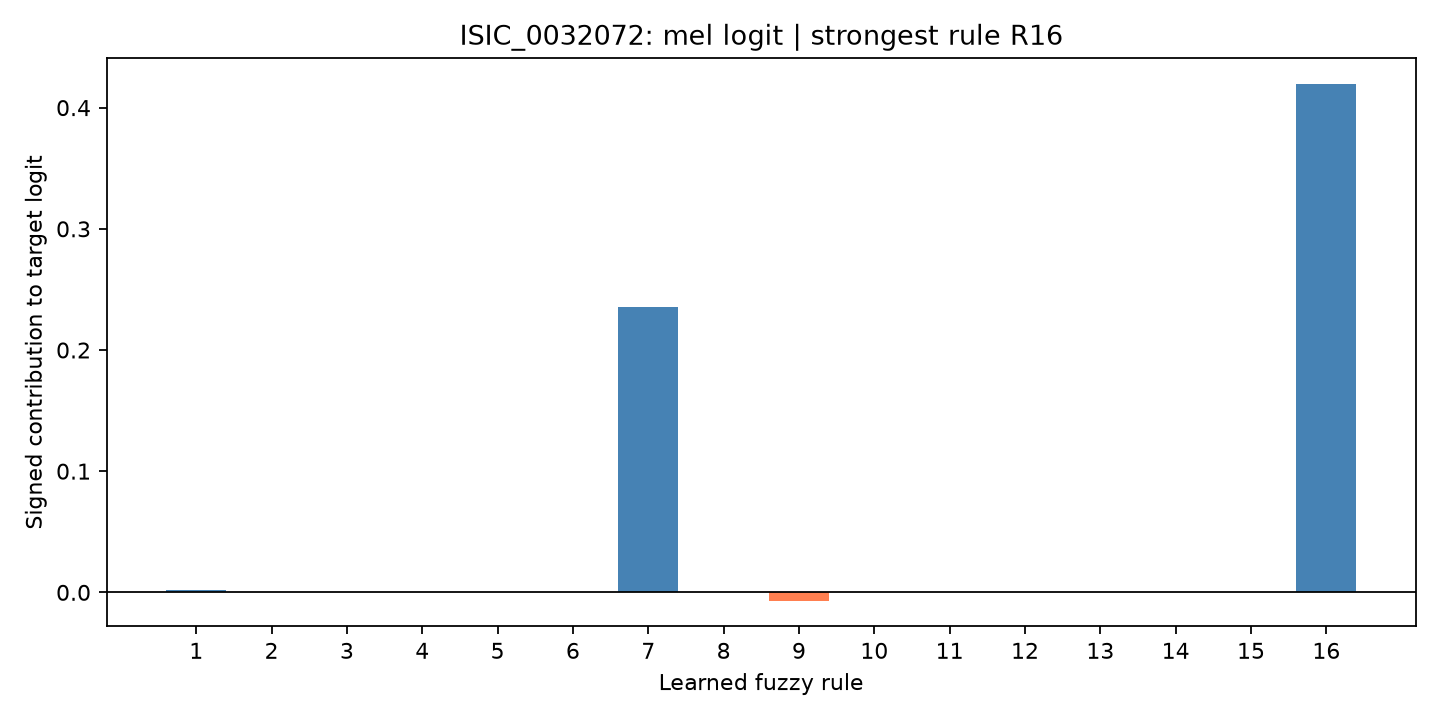 ISIC_0032072: mel logit | strongest rule R16
Signed contribution to target logit
0.4
0.3
0.2
0.1
0.0
1 2 3 4 5 6 7 8 9 10 11 12 13 14 15 16
Learned fuzzy rule